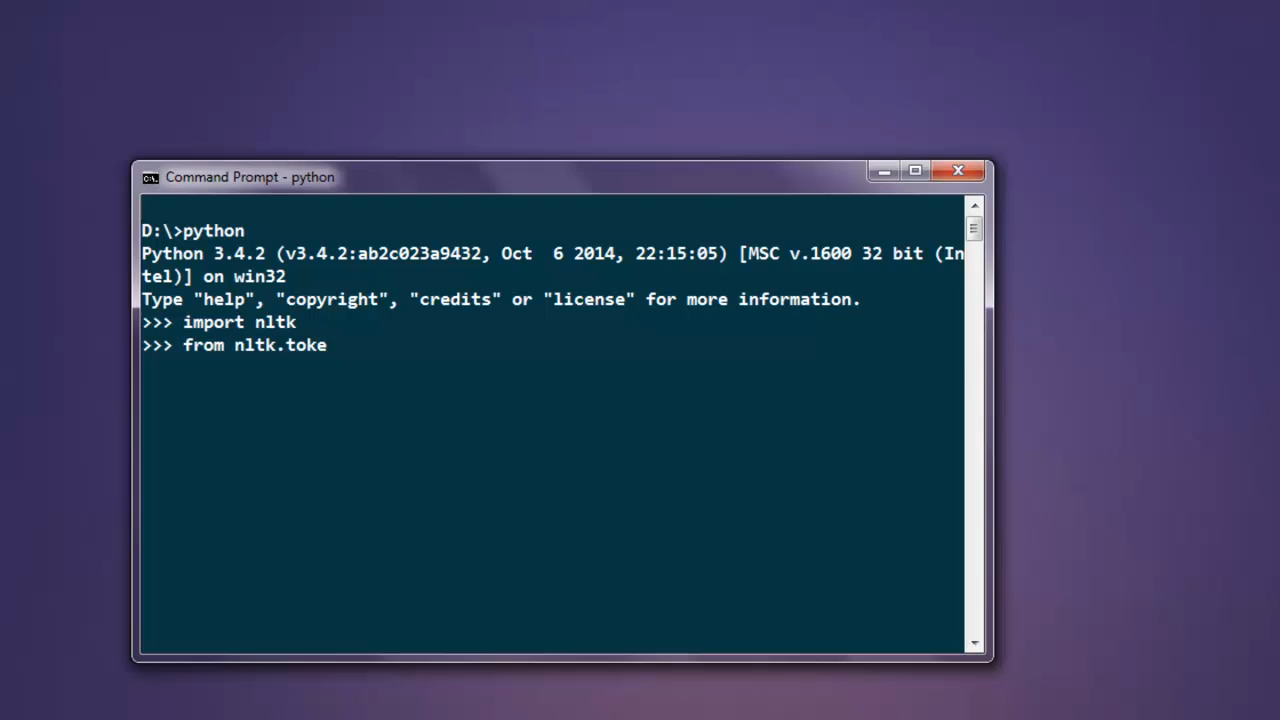 Command Prompt - python
D:\>python
Python 3.4.2 (v3.4.2:ab2c023a9432, Oct  6 2014, 22:15:05) [MSC v.1600 32 bit (In
tel)] on win32
Type "help", "copyright", "credits" or "license" for more information.
>>> import nltk
>>> from nltk.toke